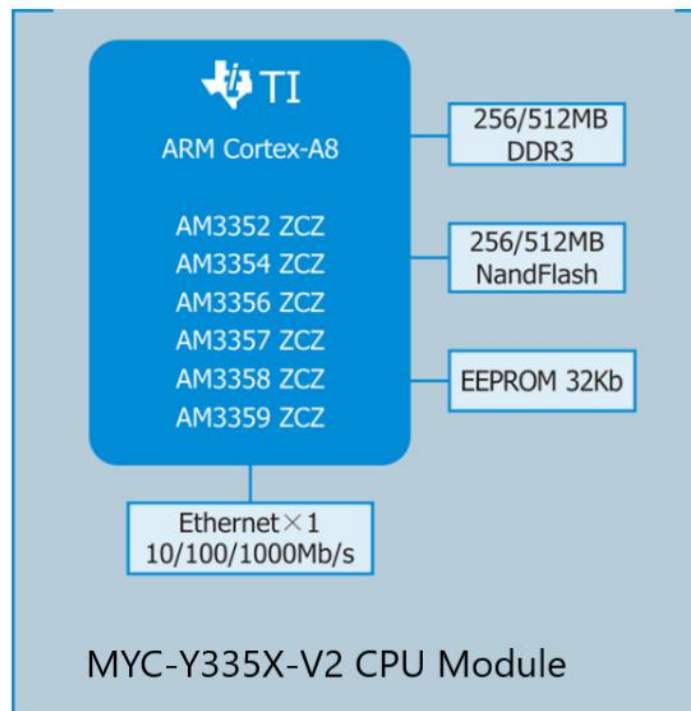 TI
ARM Cortex-A8
AM3352 ZCZ
AM3354 ZCZ
AM3356 ZCZ
AM3357 ZCZ
AM3358 ZCZ
AM3359 ZCZ
256/512MB
DDR3
256/512MB
NandFlash
EEPROM 32Kb
Ethernet×1
10/100/1000Mb/s
MYC-Y335X-V2 CPU Module